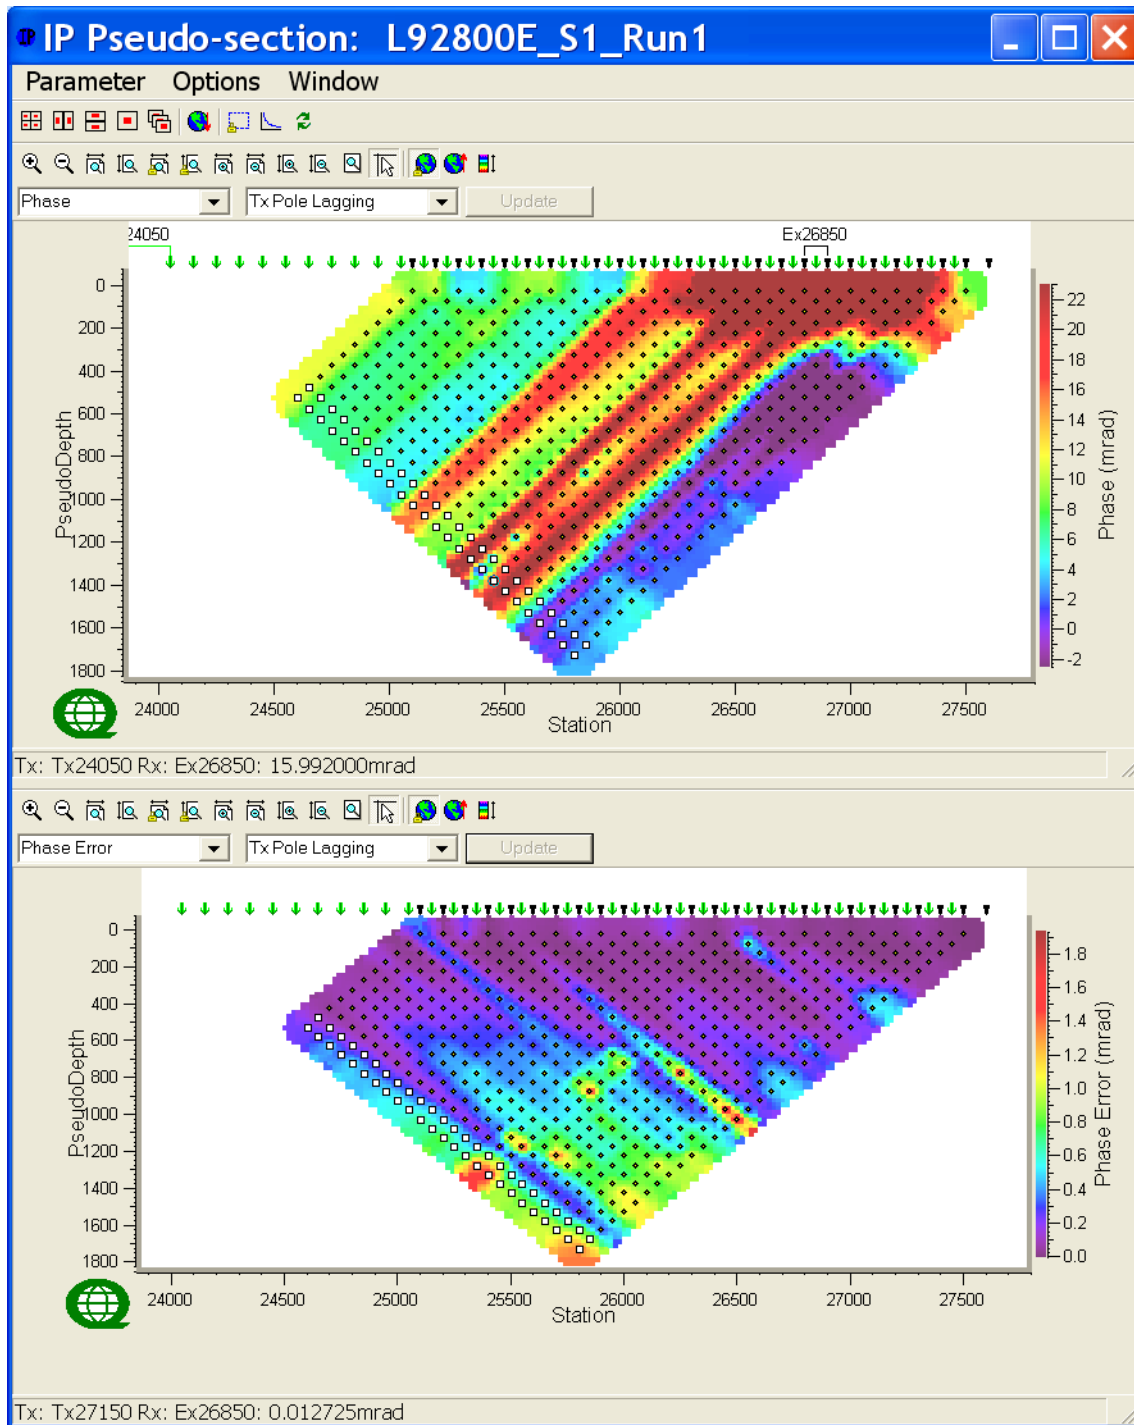 IP Pseudo-section: L92800E_S1_Run1
Parameter Options Window
Phase Tx Pole Lagging Update
24050 Ex26850
0
200
400
600
800
1000
1200
1400
1600
1800
PseudoDepth
24000 24500 25000 25500 26000 26500 27000 27500
Station
22
20
18
16
14
12
10
8
6
4
2
0
-2
Phase (mrad)
Tx: Tx24050 Rx: Ex26850: 15.992000mrad
Phase Error Tx Pole Lagging Update
0
200
400
600
800
1000
1200
1400
1600
1800
PseudoDepth
24000 24500 25000 25500 26000 26500 27000 27500
Station
1.8
1.6
1.4
1.2
1.0
0.8
0.6
0.4
0.2
0.0
Phase Error (mrad)
Tx: Tx27150 Rx: Ex26850: 0.012725mrad